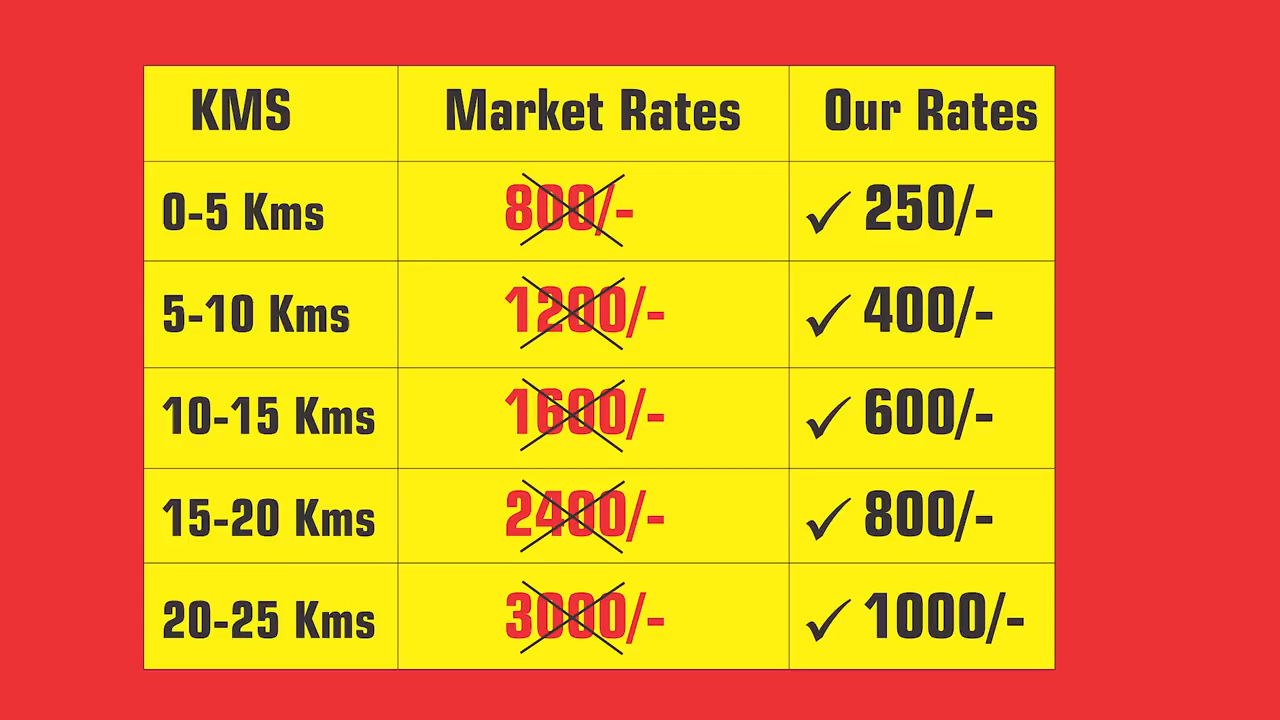 KMS Market Rates Our Rates
0-5 Kms 800/- ✓ 250/-
5-10 Kms 1200/- ✓ 400/-
10-15 Kms 1600/- ✓ 600/-
15-20 Kms 2400/- ✓ 800/-
20-25 Kms 3000/- ✓ 1000/-